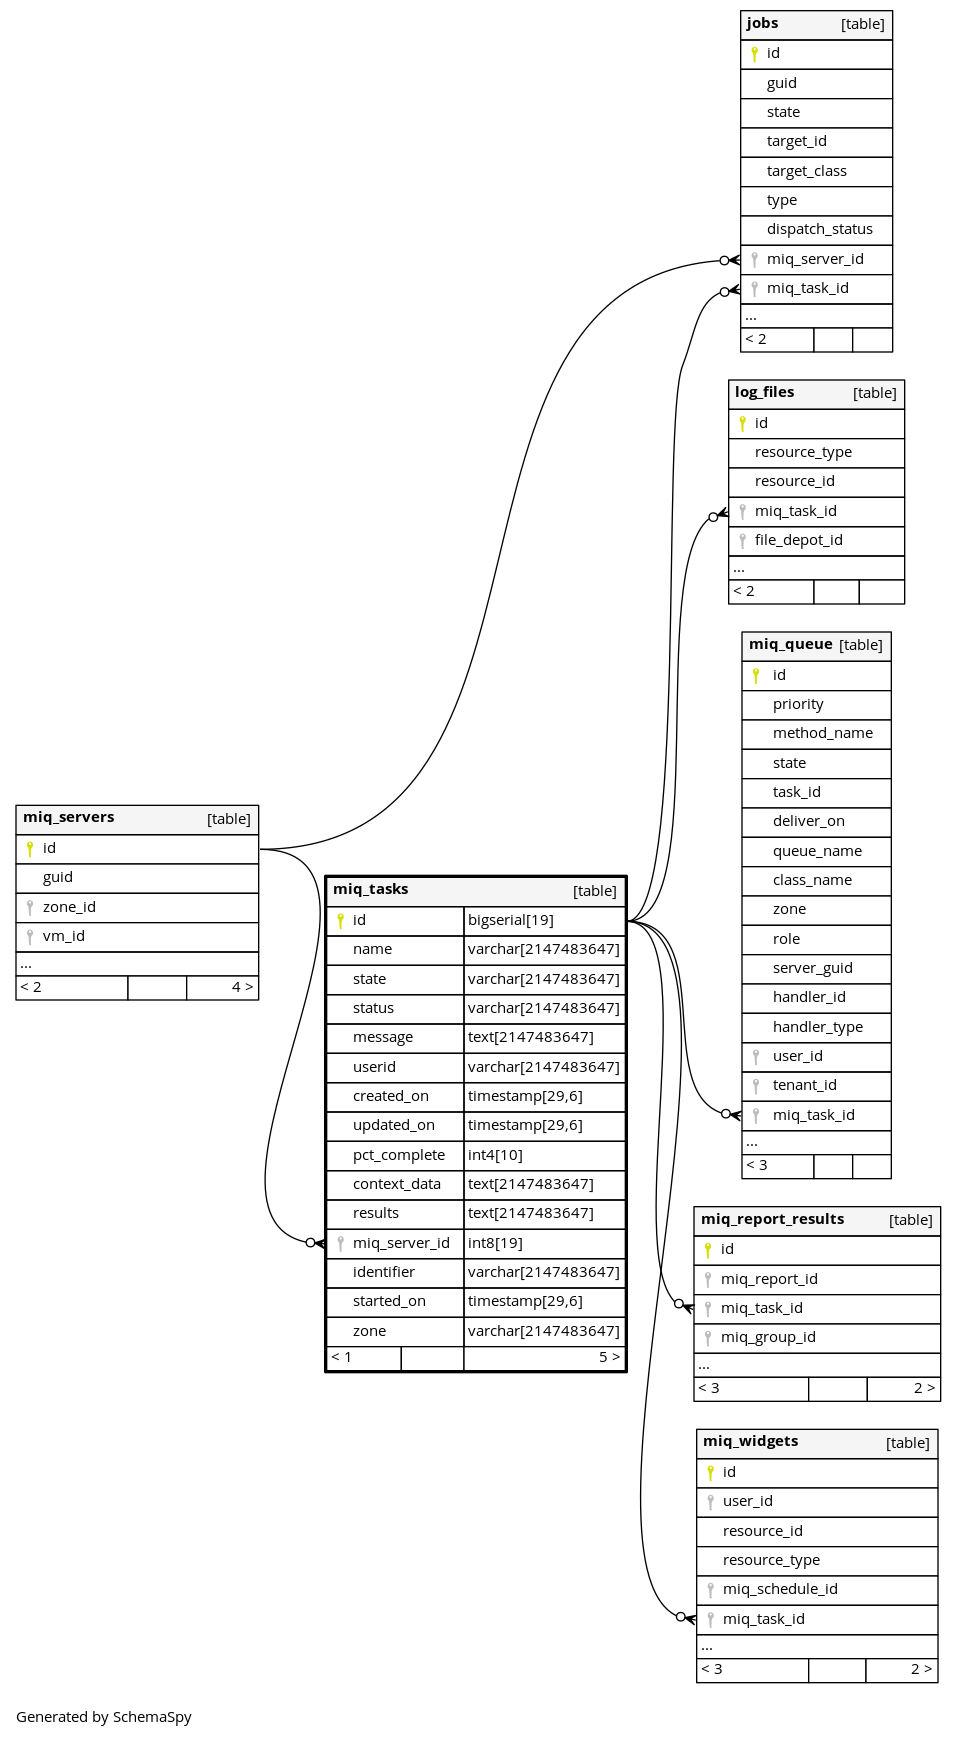 jobs [table]
id
guid
state
target_id
target_class
type
dispatch_status
miq_server_id
miq_task_id
...
< 2
log_files [table]
id
resource_type
resource_id
miq_task_id
file_depot_id
...
< 2
miq_queue [table]
id
priority
method_name
state
task_id
deliver_on
queue_name
class_name
zone
role
server_guid
handler_id
handler_type
user_id
tenant_id
miq_task_id
...
< 3
miq_servers [table]
id
guid
zone_id
vm_id
...
< 2 4 >
miq_tasks [table]
id bigserial[19]
name varchar[2147483647]
state varchar[2147483647]
status varchar[2147483647]
message text[2147483647]
userid varchar[2147483647]
created_on timestamp[29,6]
updated_on timestamp[29,6]
pct_complete int4[10]
context_data text[2147483647]
results text[2147483647]
miq_server_id int8[19]
identifier varchar[2147483647]
started_on timestamp[29,6]
zone varchar[2147483647]
< 1 5 >
miq_report_results [table]
id
miq_report_id
miq_task_id
miq_group_id
...
< 3 2 >
miq_widgets [table]
id
user_id
resource_id
resource_type
miq_schedule_id
miq_task_id
...
< 3 2 >
Generated by SchemaSpy